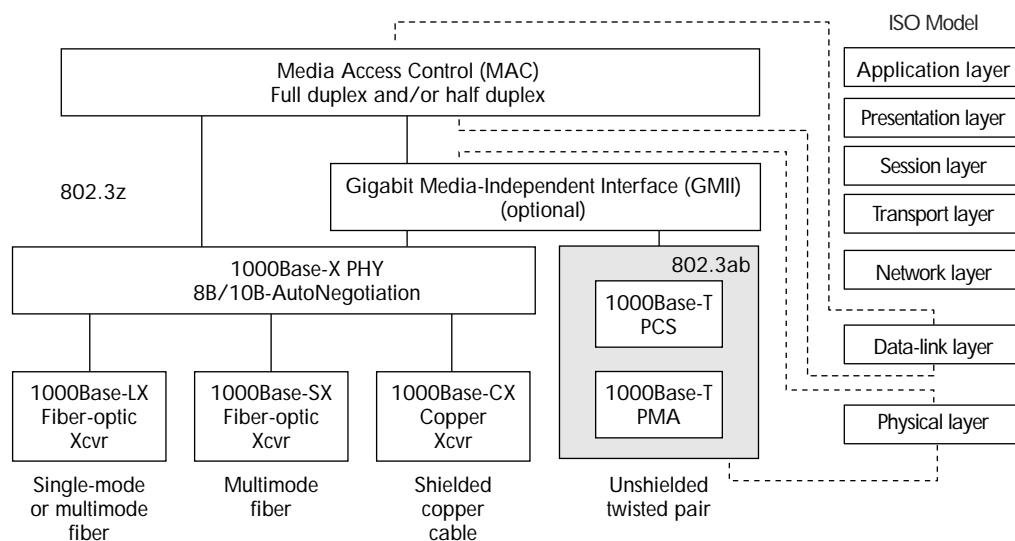 ISO Model
Media Access Control (MAC)
Full duplex and/or half duplex
802.3z
Gigabit Media-Independent Interface (GMII)
(optional)
1000Base-X PHY
8B/10B-AutoNegotiation
802.3ab
1000Base-T
PCS
1000Base-T
PMA
1000Base-LX
Fiber-optic
Xcvr
1000Base-SX
Fiber-optic
Xcvr
1000Base-CX
Copper
Xcvr
Single-mode
or multimode
fiber
Multimode
fiber
Shielded
copper
cable
Unshielded
twisted pair
Application layer
Presentation layer
Session layer
Transport layer
Network layer
Data-link layer
Physical layer